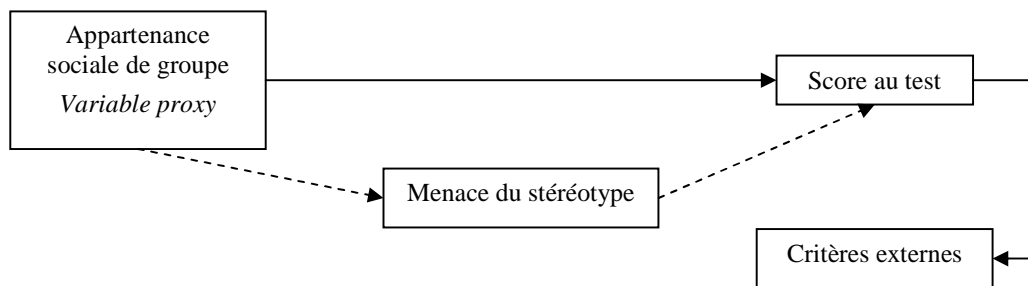 Appartenance
sociale de groupe
Variable proxy
Score au test
Menace du stéréotype
Critères externes